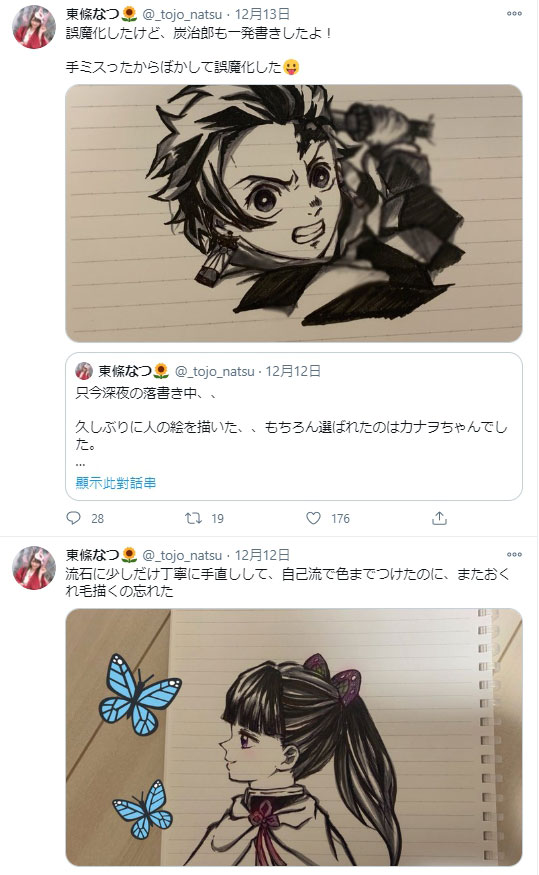 東條なつ🌻 @_tojo_natsu · 12月13日
誤魔化したけど、炭治郎も一発書きしたよ！
手ミスったからぼかして誤魔化した😛
東條なつ🌻 @_tojo_natsu · 12月12日
只今深夜の落書き中、、
久しぶりに人の絵を描いた、、もちろん選ばれたのはカナヲちゃんでし
た。
...
顯示此對話串
28 19 176
東條なつ🌻 @_tojo_natsu · 12月12日
流石に少しだけ丁寧に手直しして、自己流で色までつけたのに、またおく
れ毛描くの忘れた